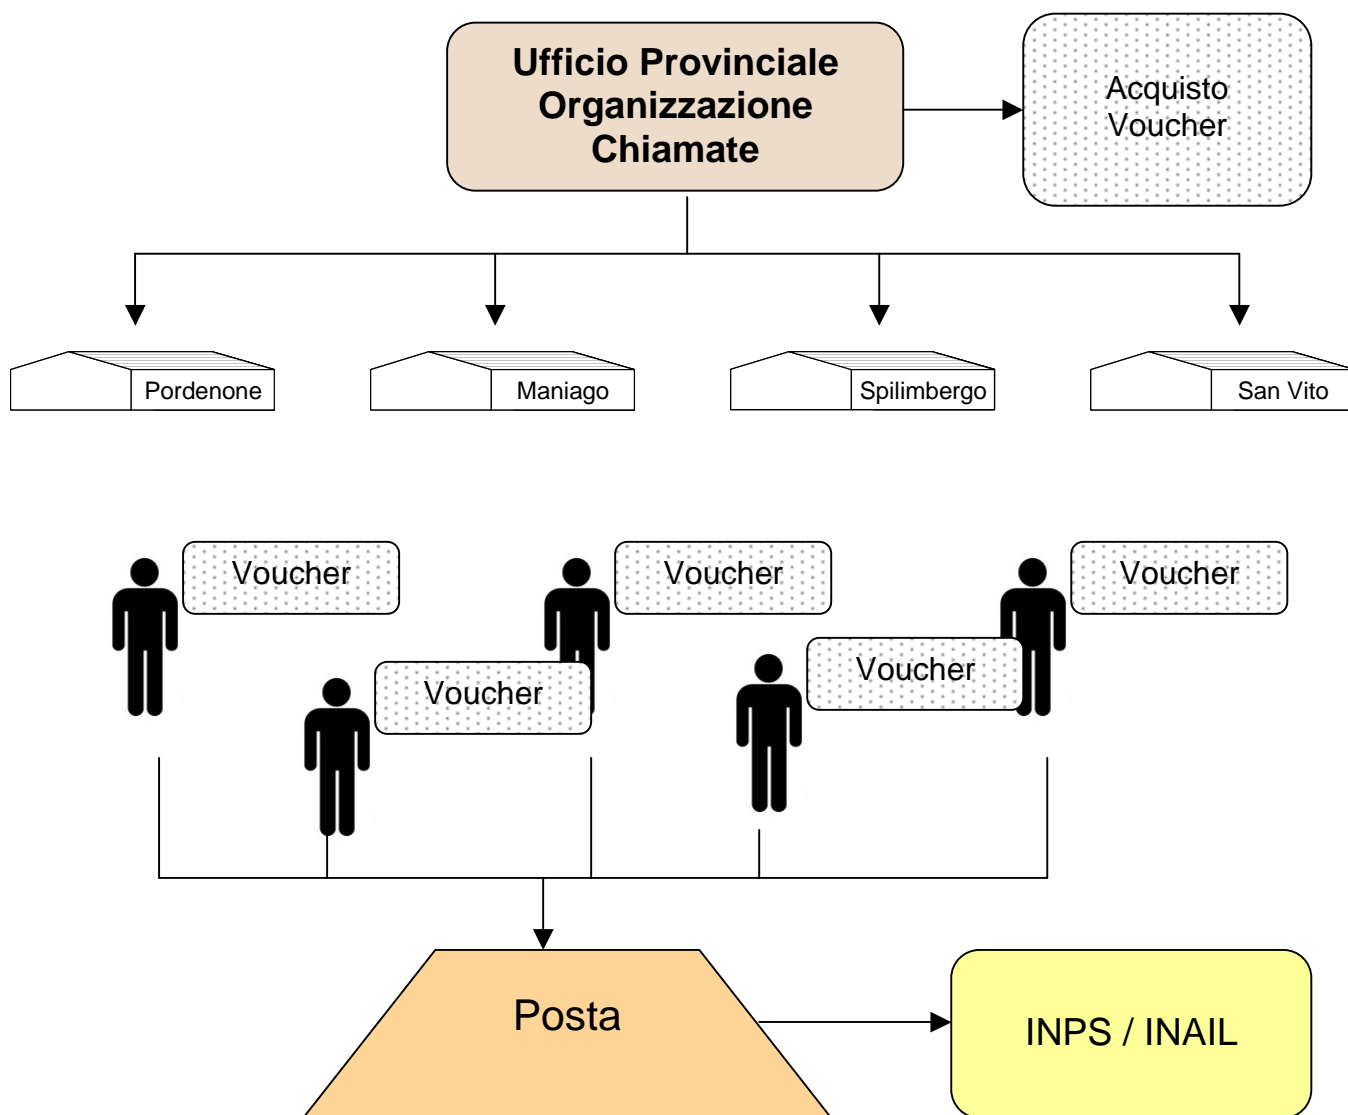 Ufficio Provinciale
Organizzazione
Chiamate
Acquisto
Voucher
Pordenone
Maniago
Spilimbergo
San Vito
Voucher
Voucher
Voucher
Voucher
Voucher
Posta
INPS / INAIL